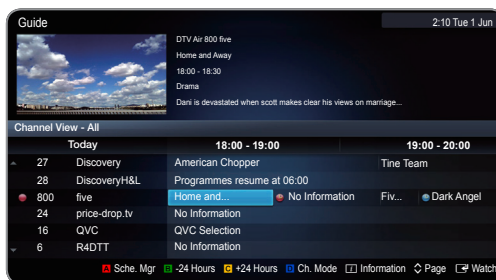 Guide 2:10 Tue 1 Jun
DTV Air 800 five
Home and Away
18:00 - 18:30
Drama
Dani is devastated when scott makes clear his views on marriage...
Channel View - All
Today 18:00 - 19:00 19:00 - 20:00
27 Discovery American Chopper Tine Team
28 DiscoveryH&L Programmes resume at 06:00
800 five Home and... No Information Fiv... Dark Angel
24 price-drop.tv No Information
16 QVC QVC Selection
6 R4DTT No Information
A Sche. Mgr B -24 Hours C +24 Hours D Ch. Mode i Information Page Watch